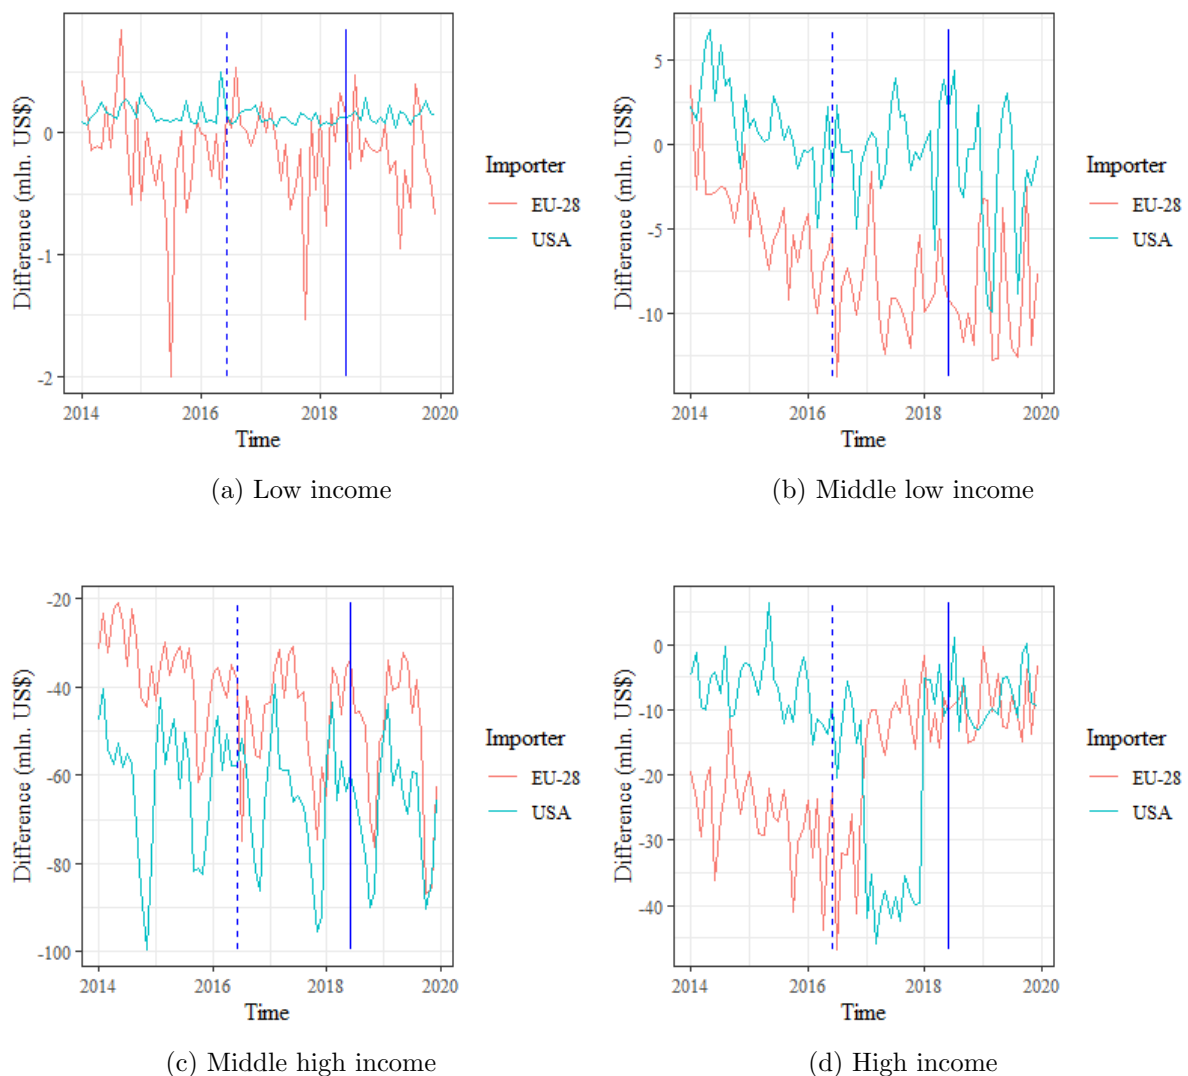 Difference (mln. US$)
0
-1
-2
2014 2016 2018 2020
Time
Importer
EU-28
USA
(a) Low income
Difference (mln. US$)
5
0
-5
-10
2014 2016 2018 2020
Time
Importer
EU-28
USA
(b) Middle low income
Difference (mln. US$)
-20
-40
-60
-80
-100
2014 2016 2018 2020
Time
Importer
EU-28
USA
(c) Middle high income
Difference (mln. US$)
0
-10
-20
-30
-40
2014 2016 2018 2020
Time
Importer
EU-28
USA
(d) High income